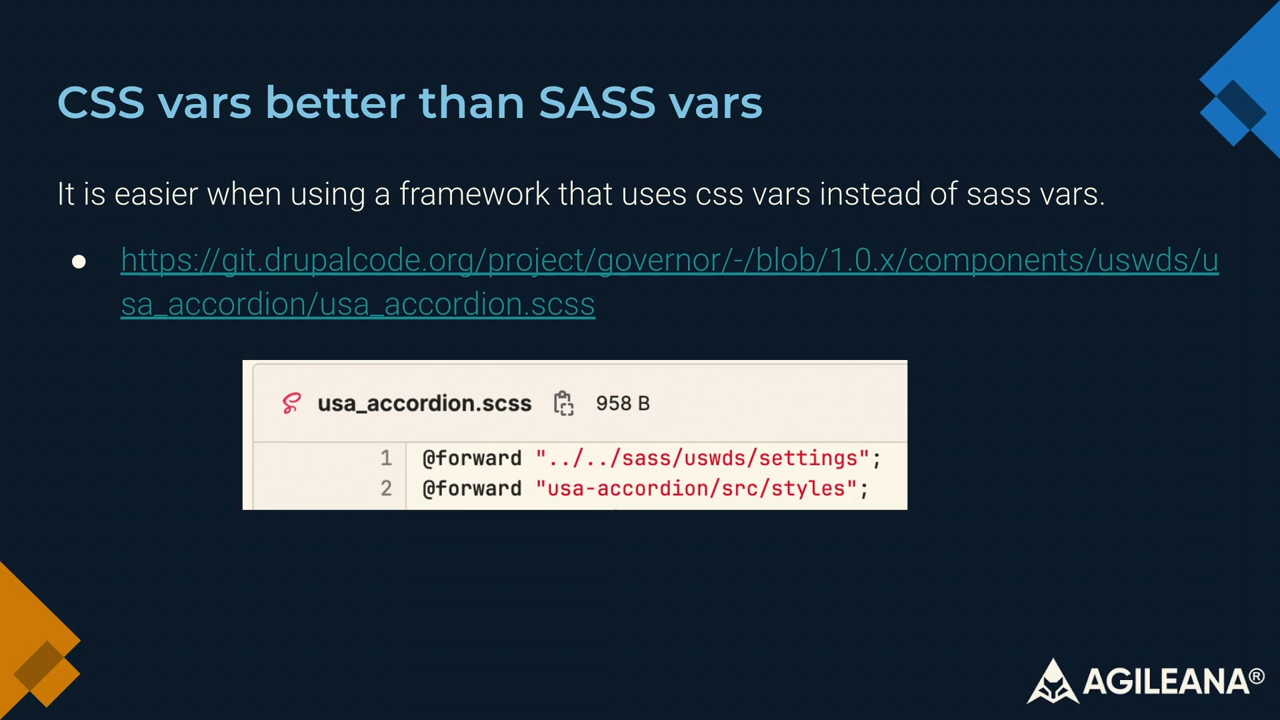 CSS vars better than SASS vars
It is easier when using a framework that uses css vars instead of sass vars.
● https://git.drupalcode.org/project/governor/-/blob/1.0.x/components/uswds/u
sa_accordion/usa_accordion.scss
usa_accordion.scss 958 B
1 @forward "../../sass/uswds/settings";
2 @forward "usa-accordion/src/styles";
AGILEANA®